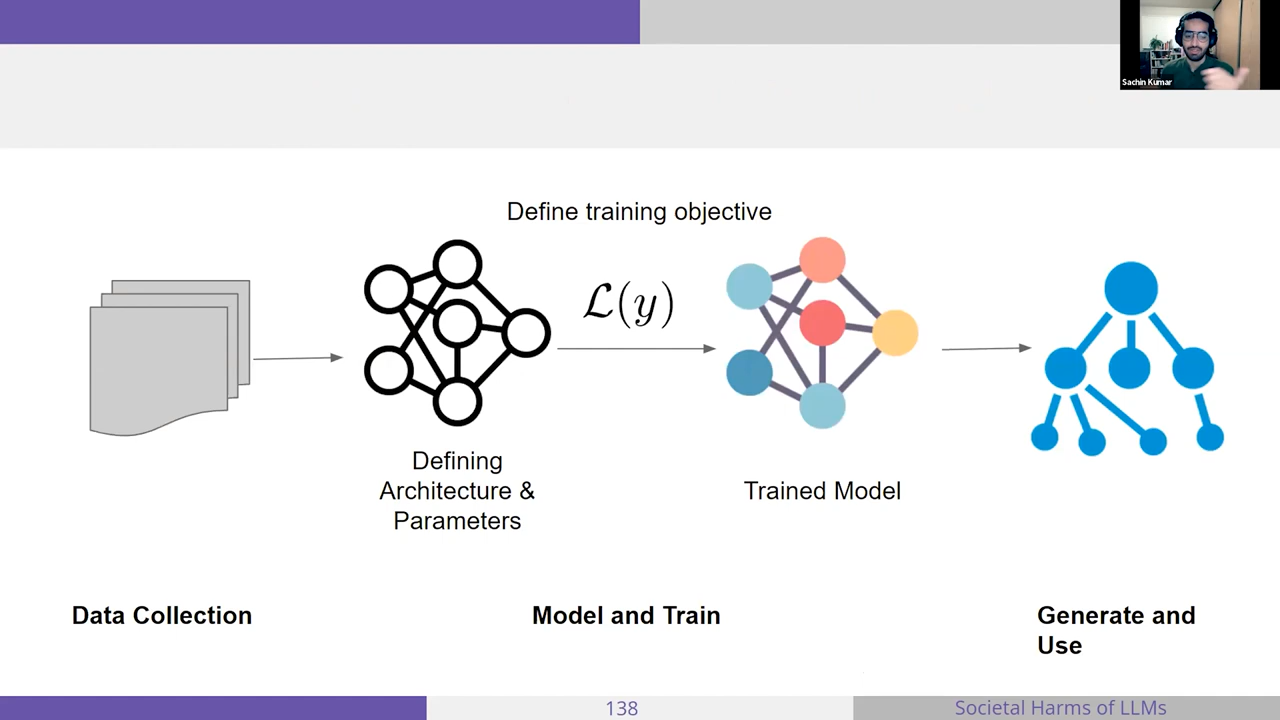 Sachin Kumar
Define training objective
ℒ(y)
Defining
Architecture &
Parameters
Trained Model
Data Collection
Model and Train
Generate and
Use
138
Societal Harms of LLMs